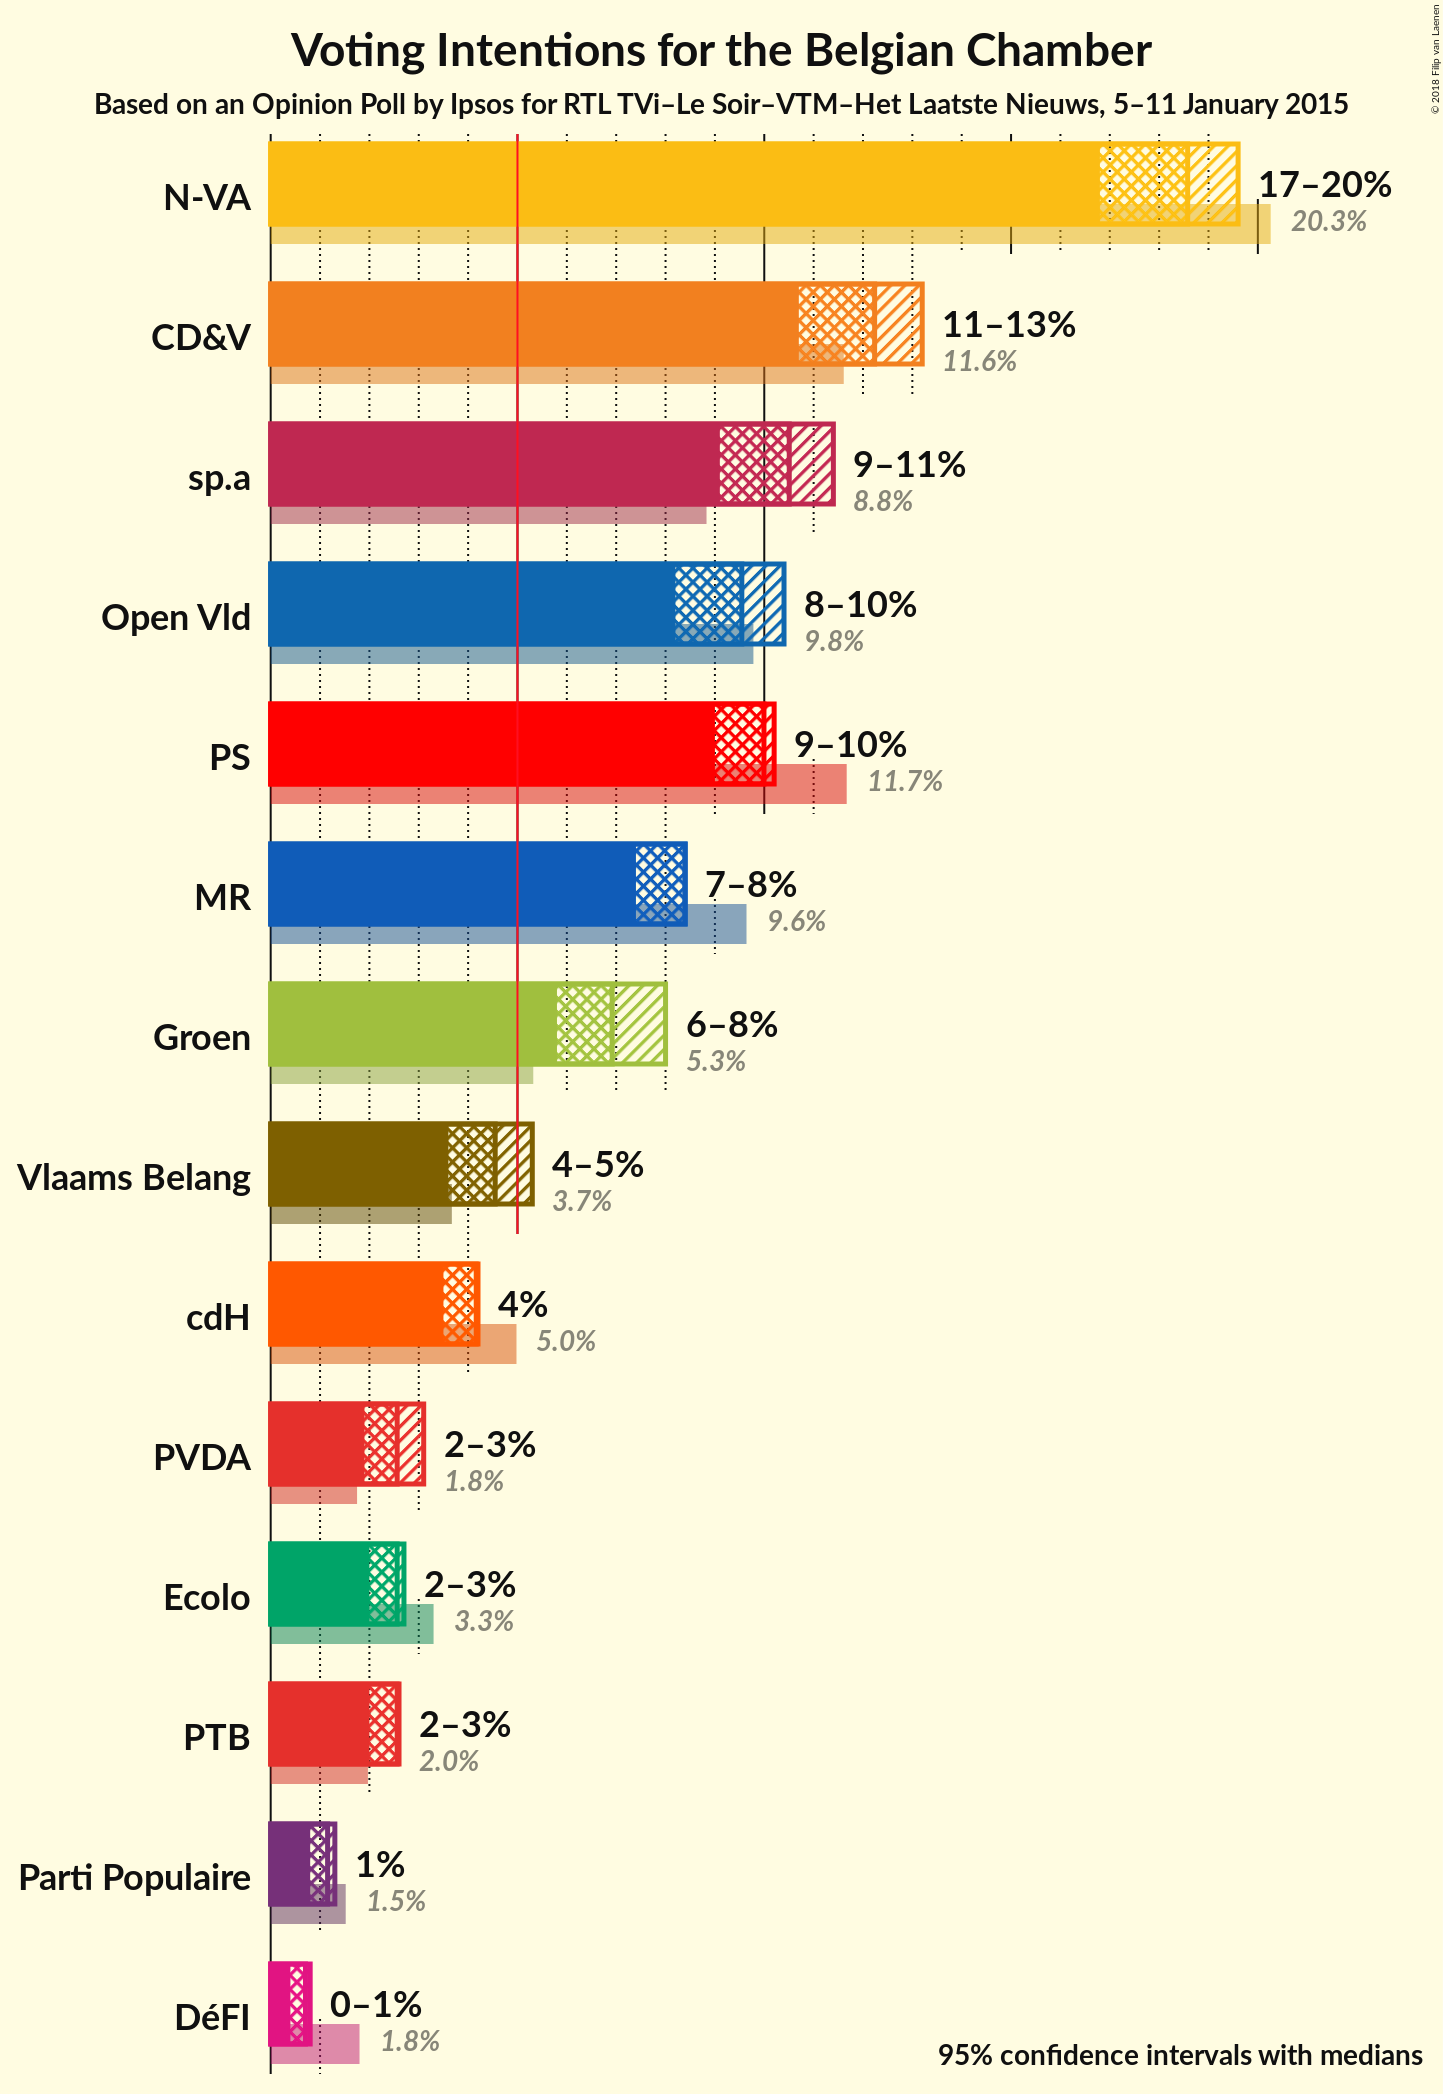 Voting Intentions for the Belgian Chamber
Based on an Opinion Poll by Ipsos for RTL TVi–Le Soir–VTM–Het Laatste Nieuws, 5–11 January 2015
© 2018 Filip van Laenen
N-VA
17–20%
20.3%
CD&V
11–13%
11.6%
sp.a
9–11%
8.8%
Open Vld
8–10%
9.8%
PS
9–10%
11.7%
MR
7–8%
9.6%
Groen
6–8%
5.3%
Vlaams Belang
4–5%
3.7%
cdH
4%
5.0%
PVDA
2–3%
1.8%
Ecolo
2–3%
3.3%
PTB
2–3%
2.0%
Parti Populaire
1%
1.5%
DéFI
0–1%
1.8%
95% confidence intervals with medians